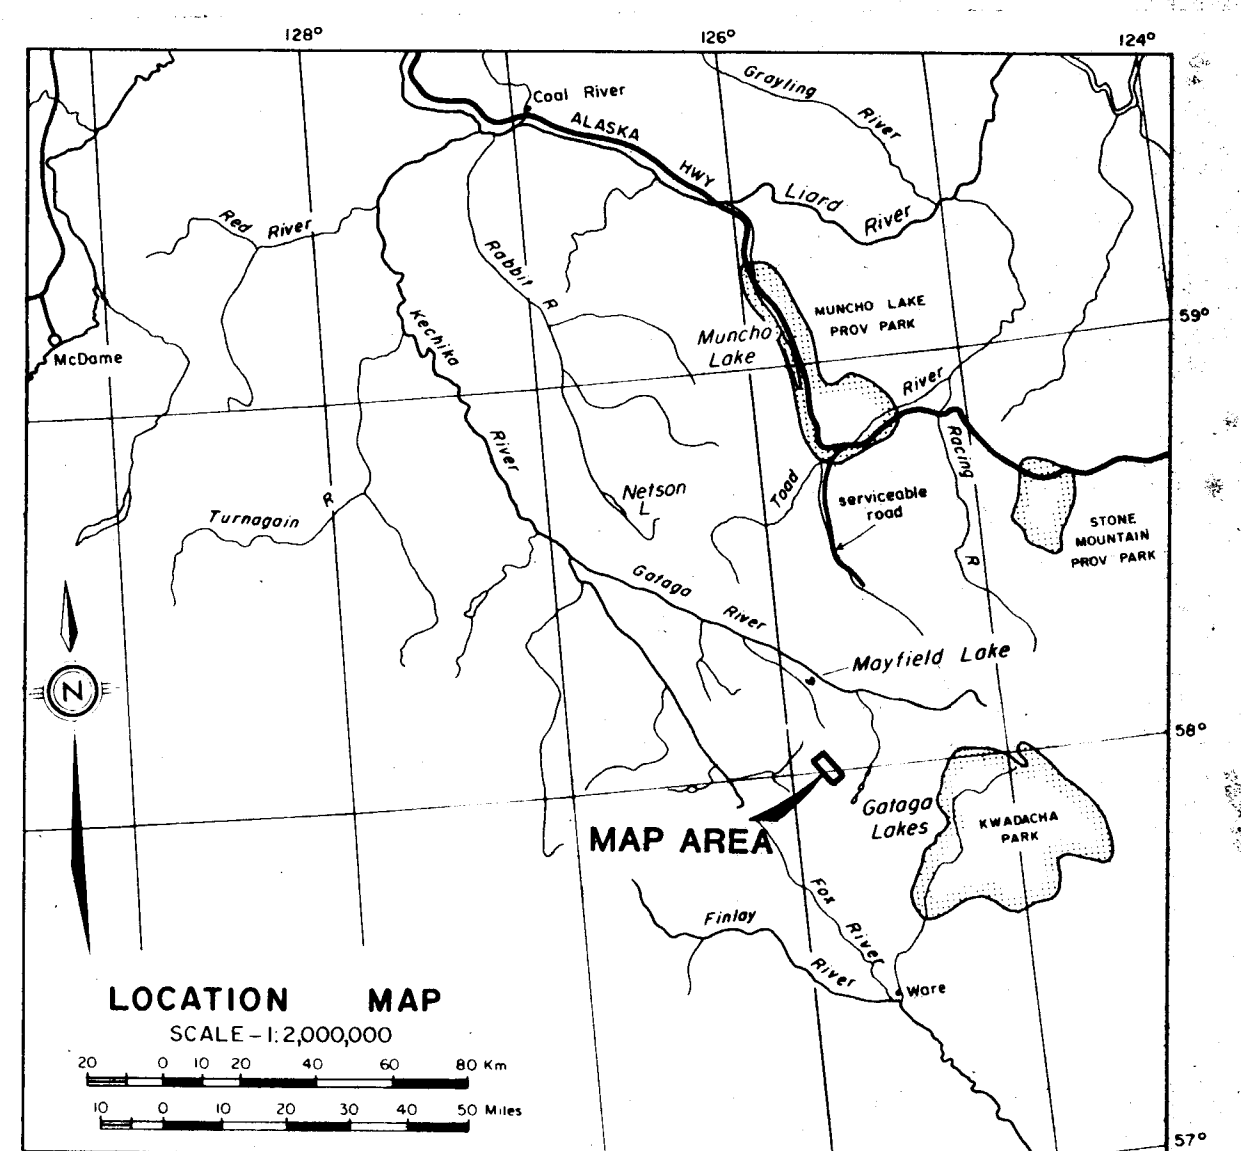 128°
126°
124°
Coal River
ALASKA
HWY
Grayling
River
Liard
River
Red River
Rabbit R
Kechika
River
McDame
MUNCHO LAKE
PROV PARK
59°
Muncho
Lake
River
Racing
R
Toad
serviceable
road
STONE
MOUNTAIN
PROV PARK
Netson
L
Turnagain R
Gataga
River
N
Mayfield Lake
58°
Gataga
Lakes
KWADACHA
PARK
MAP AREA
Fox
River
Finlay
River
Ware
LOCATION MAP
SCALE – 1:2,000,000
20 0 10 20 40 60 80 Km
10 0 10 20 30 40 50 Miles
57°